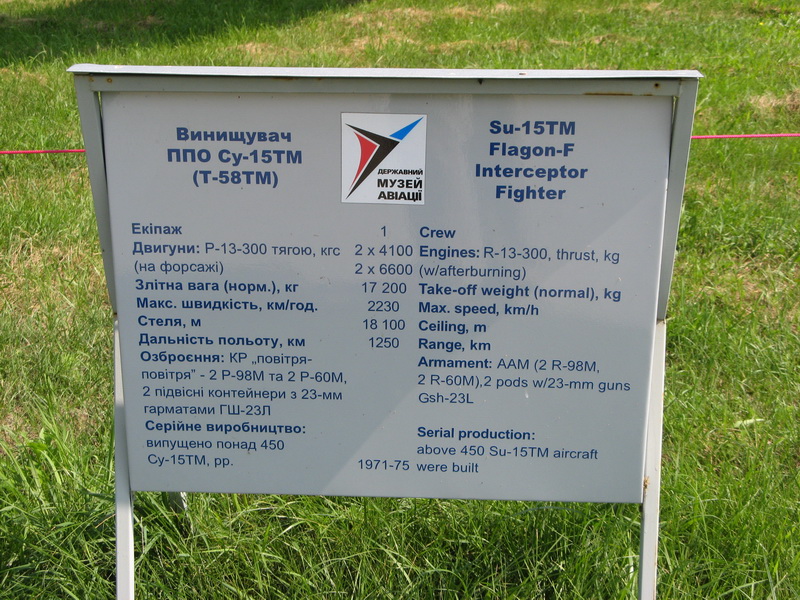 Винищувач
ППО Су-15ТМ
(Т-58ТМ)
ДЕРЖАВНИЙ
МУЗЕЙ
АВІАЦІЇ
Su-15TM
Flagon-F
Interceptor
Fighter
Екіпаж 1 Crew
Двигуни: Р-13-300 тягою, кгс 2 x 4100 Engines: R-13-300, thrust, kg
(на форсажі) 2 x 6600 (w/afterburning)
Злітна вага (норм.), кг 17 200 Take-off weight (normal), kg
Макс. швидкість, км/год. 2230 Max. speed, km/h
Стеля, м 18 100 Ceiling, m
Дальність польоту, км 1250 Range, km
Озброєння: КР „повітря-
повітря" - 2 Р-98М та 2 Р-60М,
2 підвісні контейнери з 23-мм
гарматами ГШ-23Л
Armament: AAM (2 R-98M,
2 R-60M),2 pods w/23-mm guns
Gsh-23L
Серійне виробництво:
випущено понад 450
Су-15ТМ, рр. 1971-75
Serial production:
above 450 Su-15TM aircraft
were built